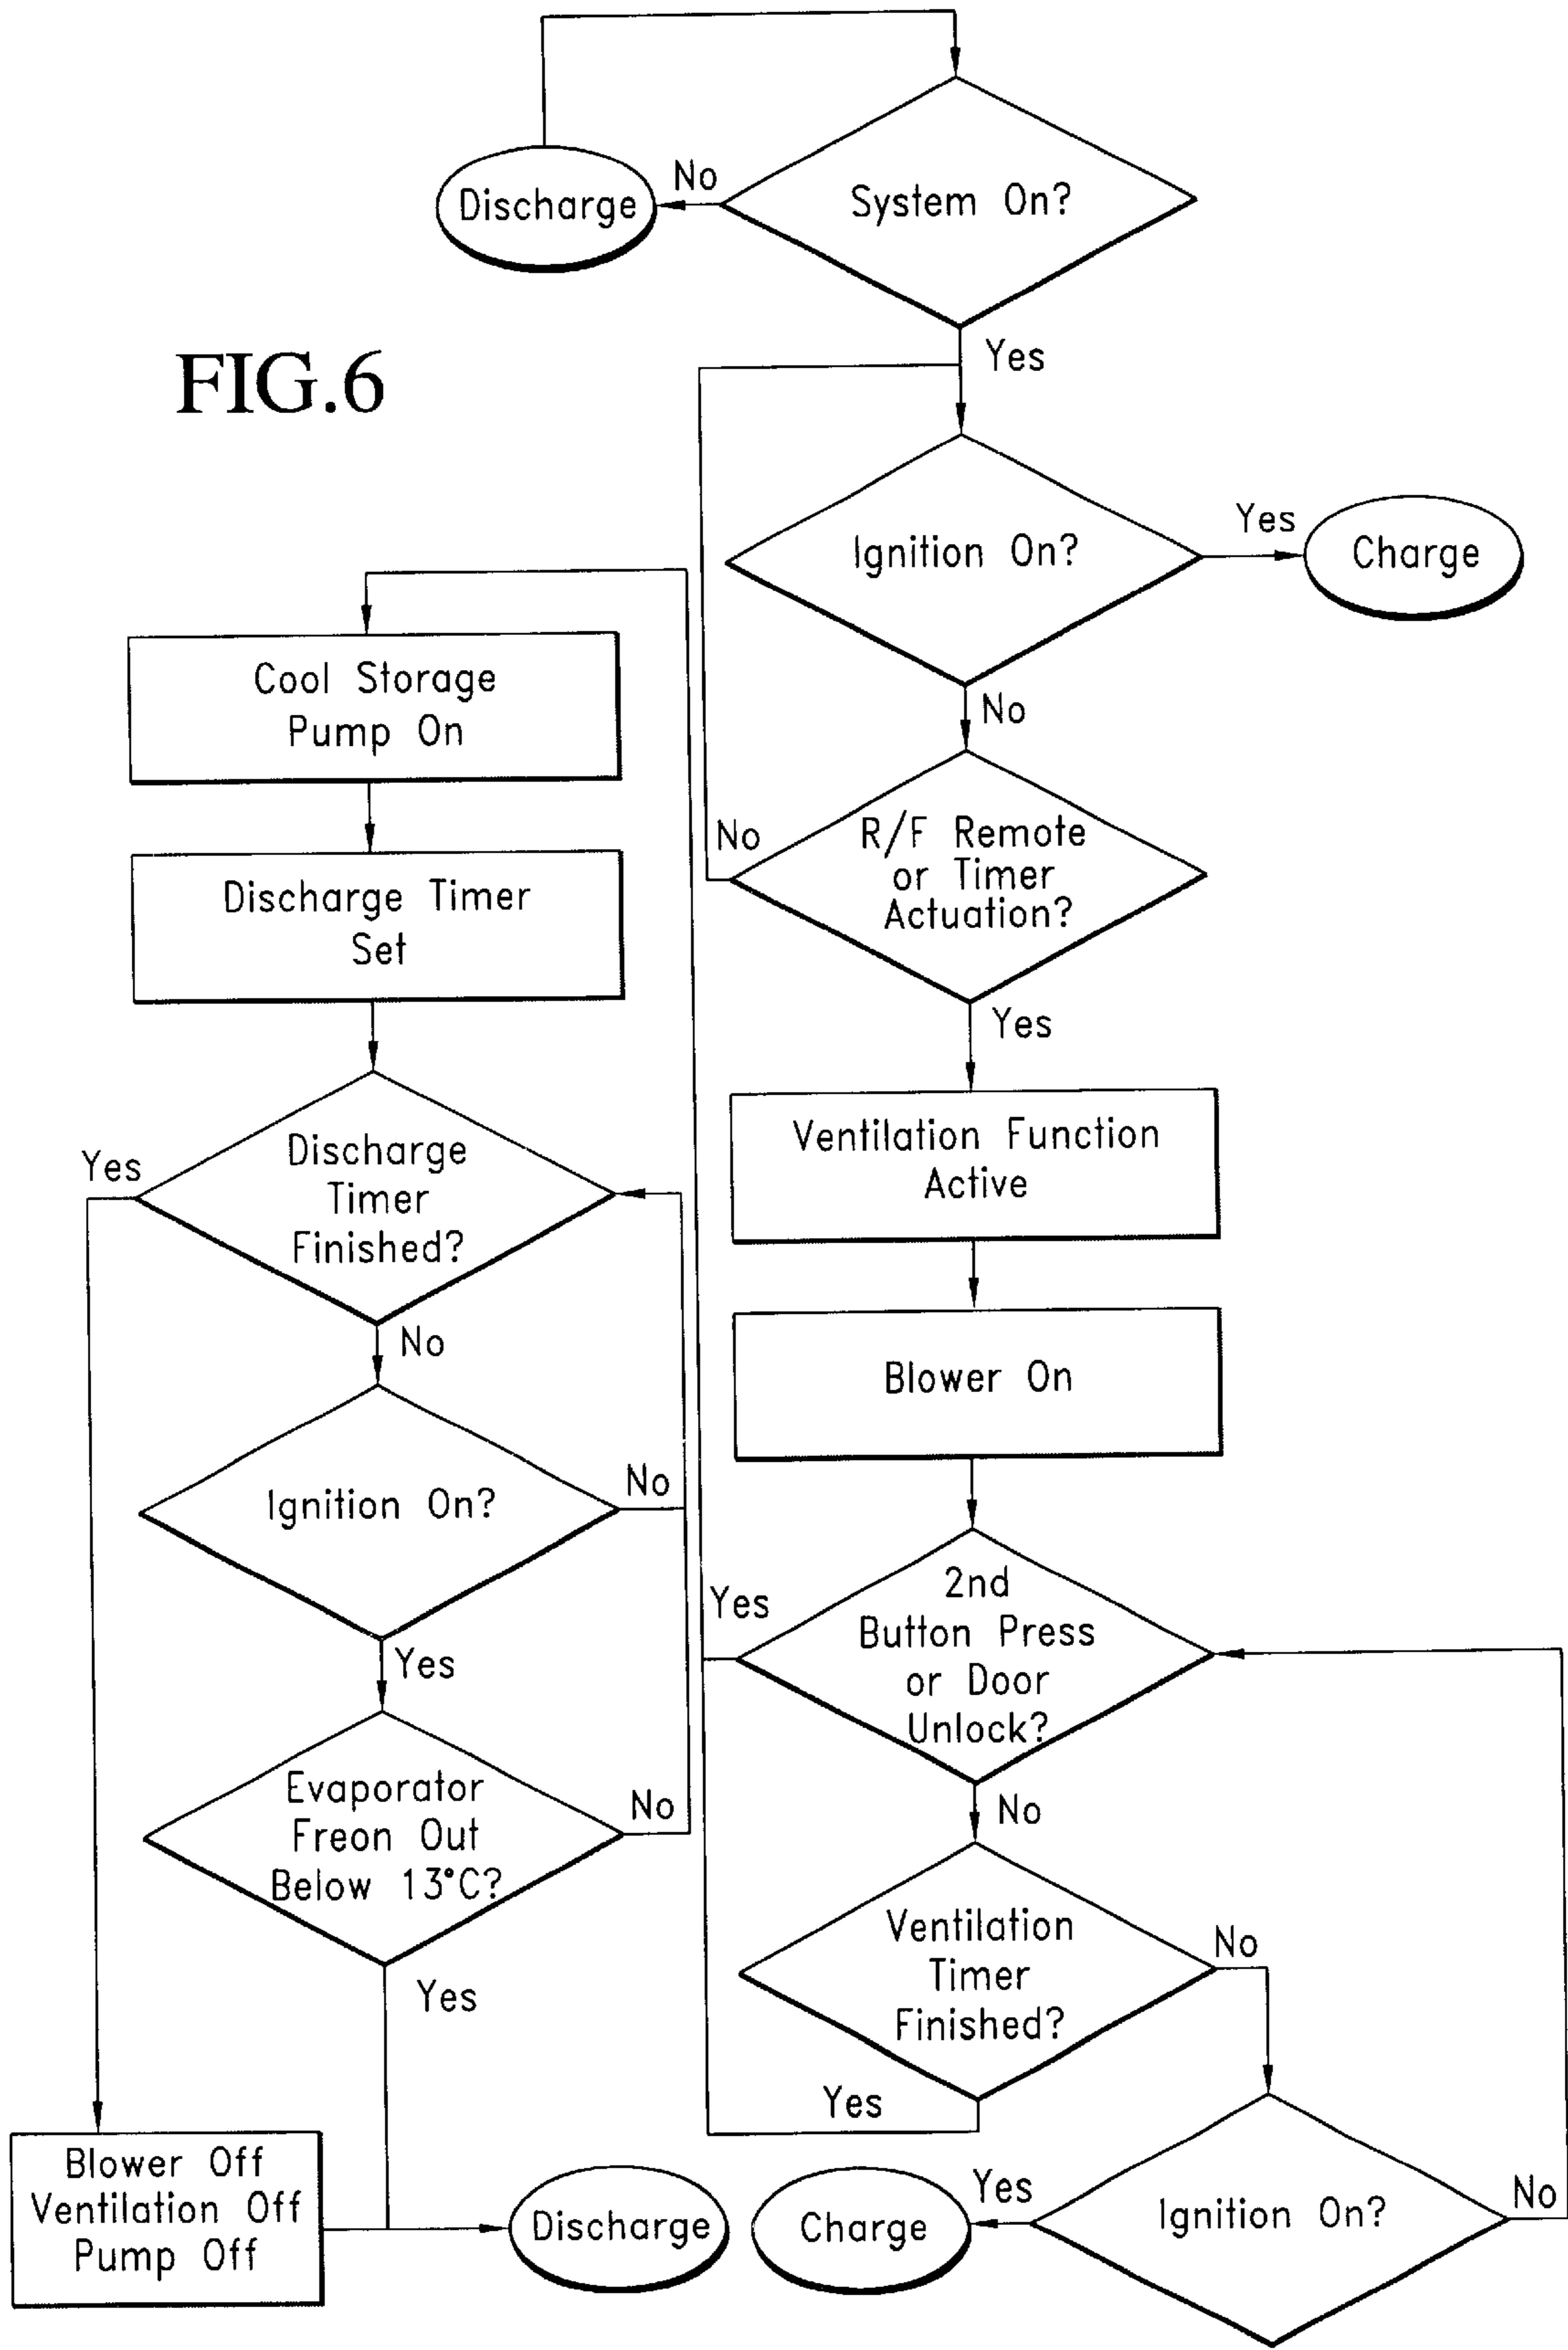 Discharge
No
System On?
Yes
FIG.6
Ignition On?
Yes
Charge
No
R/F Remote
or Timer
Actuation?
No
Yes
Ventilation Function
Active
Blower On
2nd
Button Press
or Door
Unlock?
Yes
No
Ventilation
Timer
Finished?
No
Yes
Ignition On?
Yes
No
Charge
Cool Storage
Pump On
Discharge Timer
Set
Discharge
Timer
Finished?
Yes
No
Ignition On?
No
Yes
Evaporator
Freon Out
Below 13°C?
No
Yes
Blower Off
Ventilation Off
Pump Off
Discharge